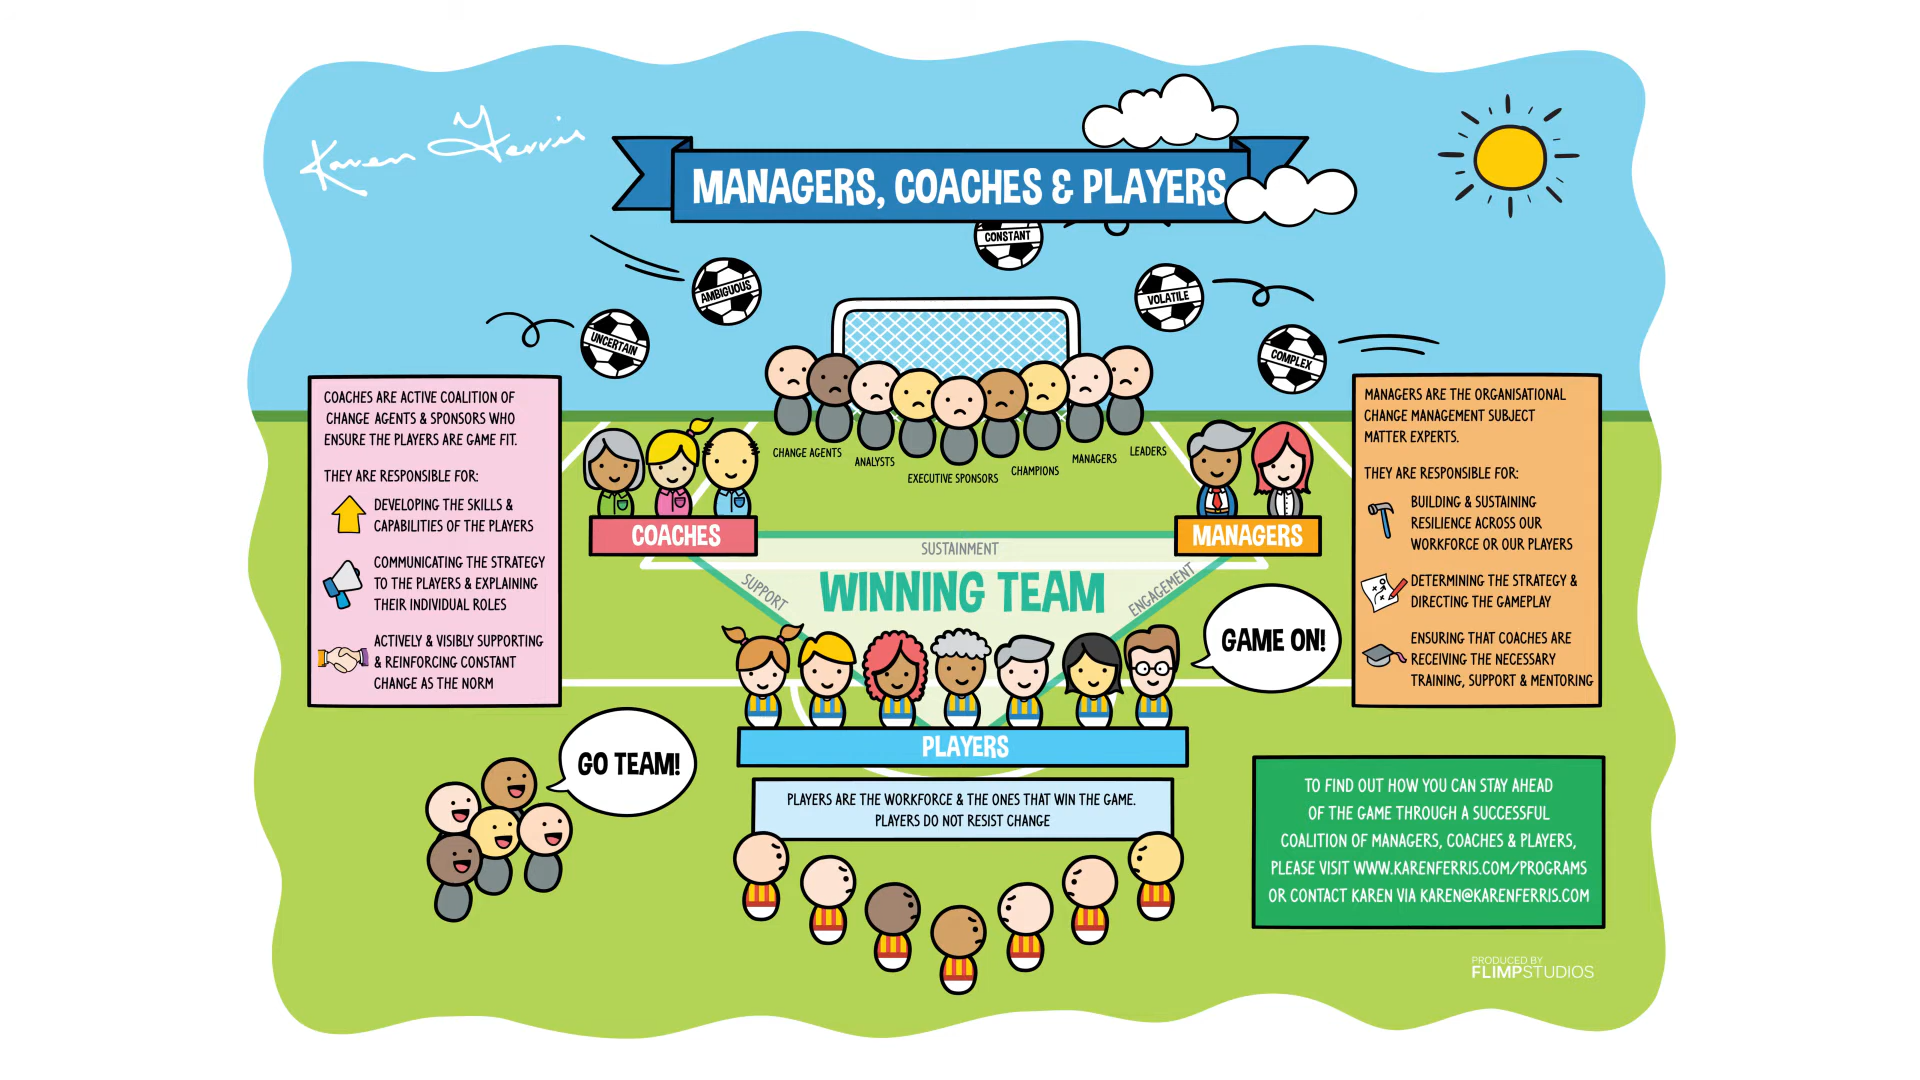 Karen Ferris
MANAGERS, COACHES & PLAYERS
CONSTANT
AMBIGUOUS
VOLATILE
UNCERTAIN
COMPLEX
COACHES ARE ACTIVE COALITION OF
CHANGE AGENTS & SPONSORS WHO
ENSURE THE PLAYERS ARE GAME FIT.
THEY ARE RESPONSIBLE FOR:
DEVELOPING THE SKILLS &
CAPABILITIES OF THE PLAYERS
COMMUNICATING THE STRATEGY
TO THE PLAYERS & EXPLAINING
THEIR INDIVIDUAL ROLES
ACTIVELY & VISIBLY SUPPORTING
& REINFORCING CONSTANT
CHANGE AS THE NORM
CHANGE AGENTS
ANALYSTS
EXECUTIVE SPONSORS
CHAMPIONS
MANAGERS
LEADERS
MANAGERS ARE THE ORGANISATIONAL
CHANGE MANAGEMENT SUBJECT
MATTER EXPERTS.
THEY ARE RESPONSIBLE FOR:
BUILDING & SUSTAINING
RESILIENCE ACROSS OUR
WORKFORCE OR OUR PLAYERS
DETERMINING THE STRATEGY &
DIRECTING THE GAMEPLAY
ENSURING THAT COACHES ARE
RECEIVING THE NECESSARY
TRAINING, SUPPORT & MENTORING
COACHES
MANAGERS
SUSTAINMENT
SUPPORT
WINNING TEAM
ENGAGEMENT
GAME ON!
PLAYERS
GO TEAM!
PLAYERS ARE THE WORKFORCE & THE ONES THAT WIN THE GAME.
PLAYERS DO NOT RESIST CHANGE
TO FIND OUT HOW YOU CAN STAY AHEAD
OF THE GAME THROUGH A SUCCESSFUL
COALITION OF MANAGERS, COACHES & PLAYERS,
PLEASE VISIT WWW.KARENFERRIS.COM/PROGRAMS
OR CONTACT KAREN VIA KAREN@KARENFERRIS.COM
PRODUCED BY
FLIMPSTUDIOS